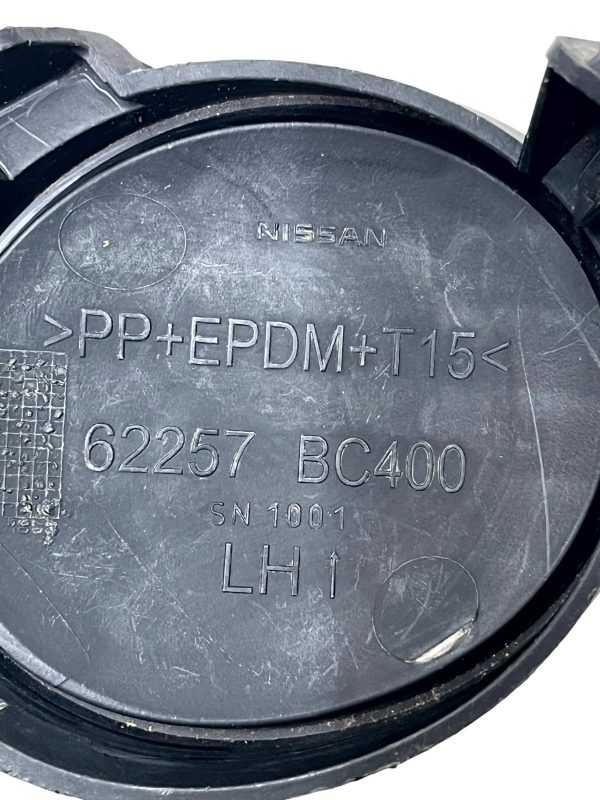 NISSAN
>PP+EPDM+T15<
62257 BC400
SN 1001
LH ↑